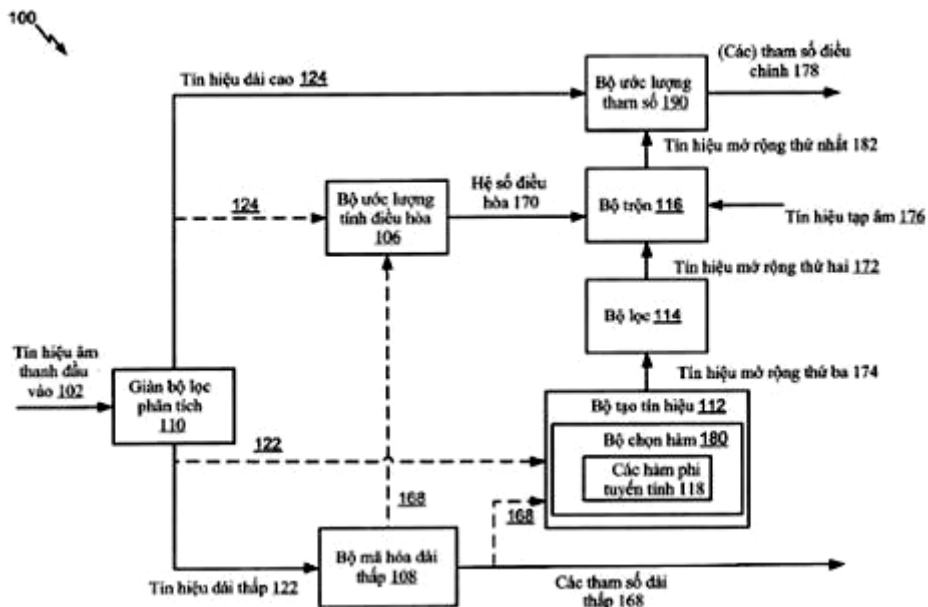 100
Tín hiệu dải cao 124
Bộ ước lượng
tham số 190
(Các) tham số điều
chỉnh 178
Tín hiệu mở rộng thứ nhất 182
124
Bộ ước lượng
tính điều hòa
106
Hệ số điều
hòa 170
Bộ trộn 116
Tín hiệu tạp âm 176
Tín hiệu mở rộng thứ hai 172
Bộ lọc 114
Tín hiệu âm
thanh đầu
vào 102
Giàn bộ lọc
phân tích
110
Tín hiệu mở rộng thứ ba 174
Bộ tạo tín hiệu 112
Bộ chọn hàm 180
Các hàm phi
tuyến tính 118
122
168
168
Tín hiệu dải thấp 122
Bộ mã hóa dải
thấp 108
Các tham số dải
thấp 168